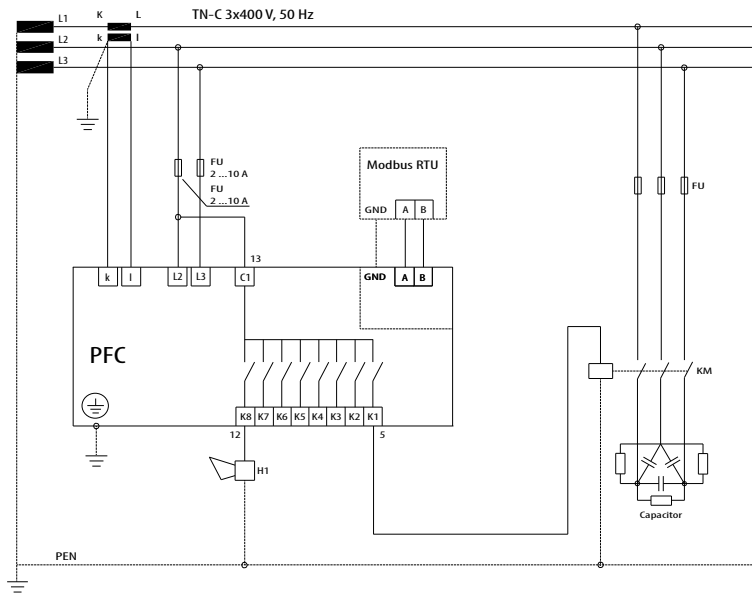 L1 K L TN-C 3x400 V, 50 Hz
L2 k l
L3
FU
2 ...10 A
FU
2 ...10 A
Modbus RTU
GND A B
FU
13
k l L2 L3 C1 GND A B
PFC
KM
K8 K7 K6 K5 K4 K3 K2 K1
12 5
H1
Capacitor
PEN